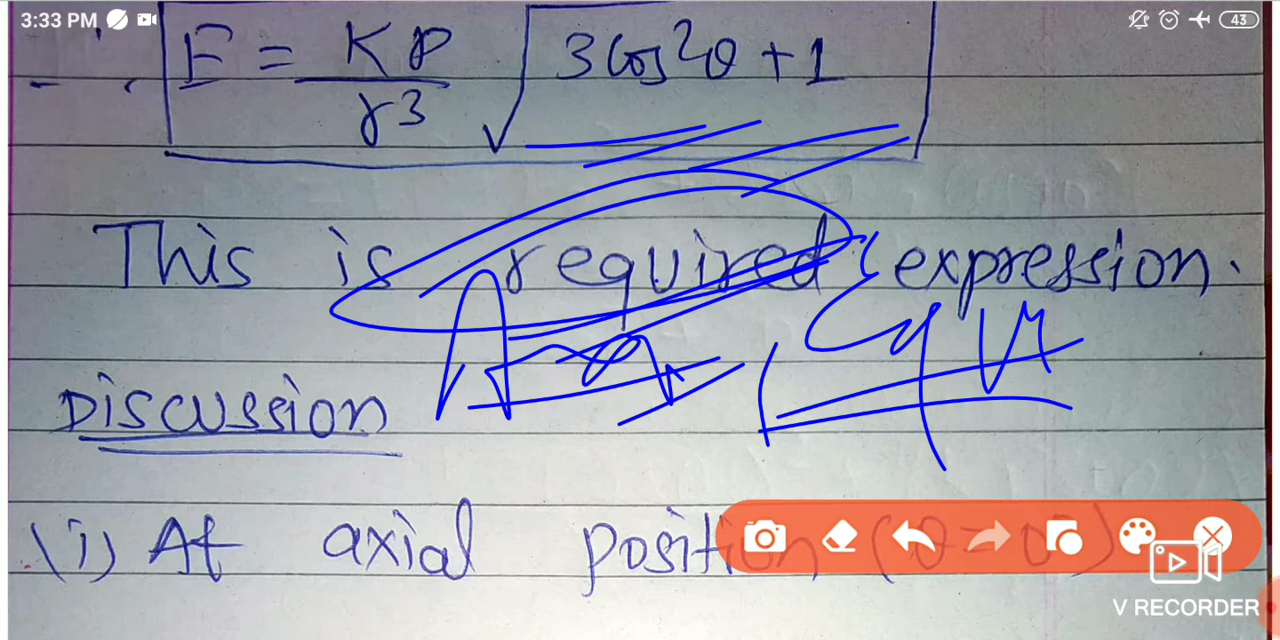 3:33 PM 43
∴ E = KP/r³ √3cos²θ+1
This is required expression.
Discussion
(i) At axial position (θ=0°)
V RECORDER